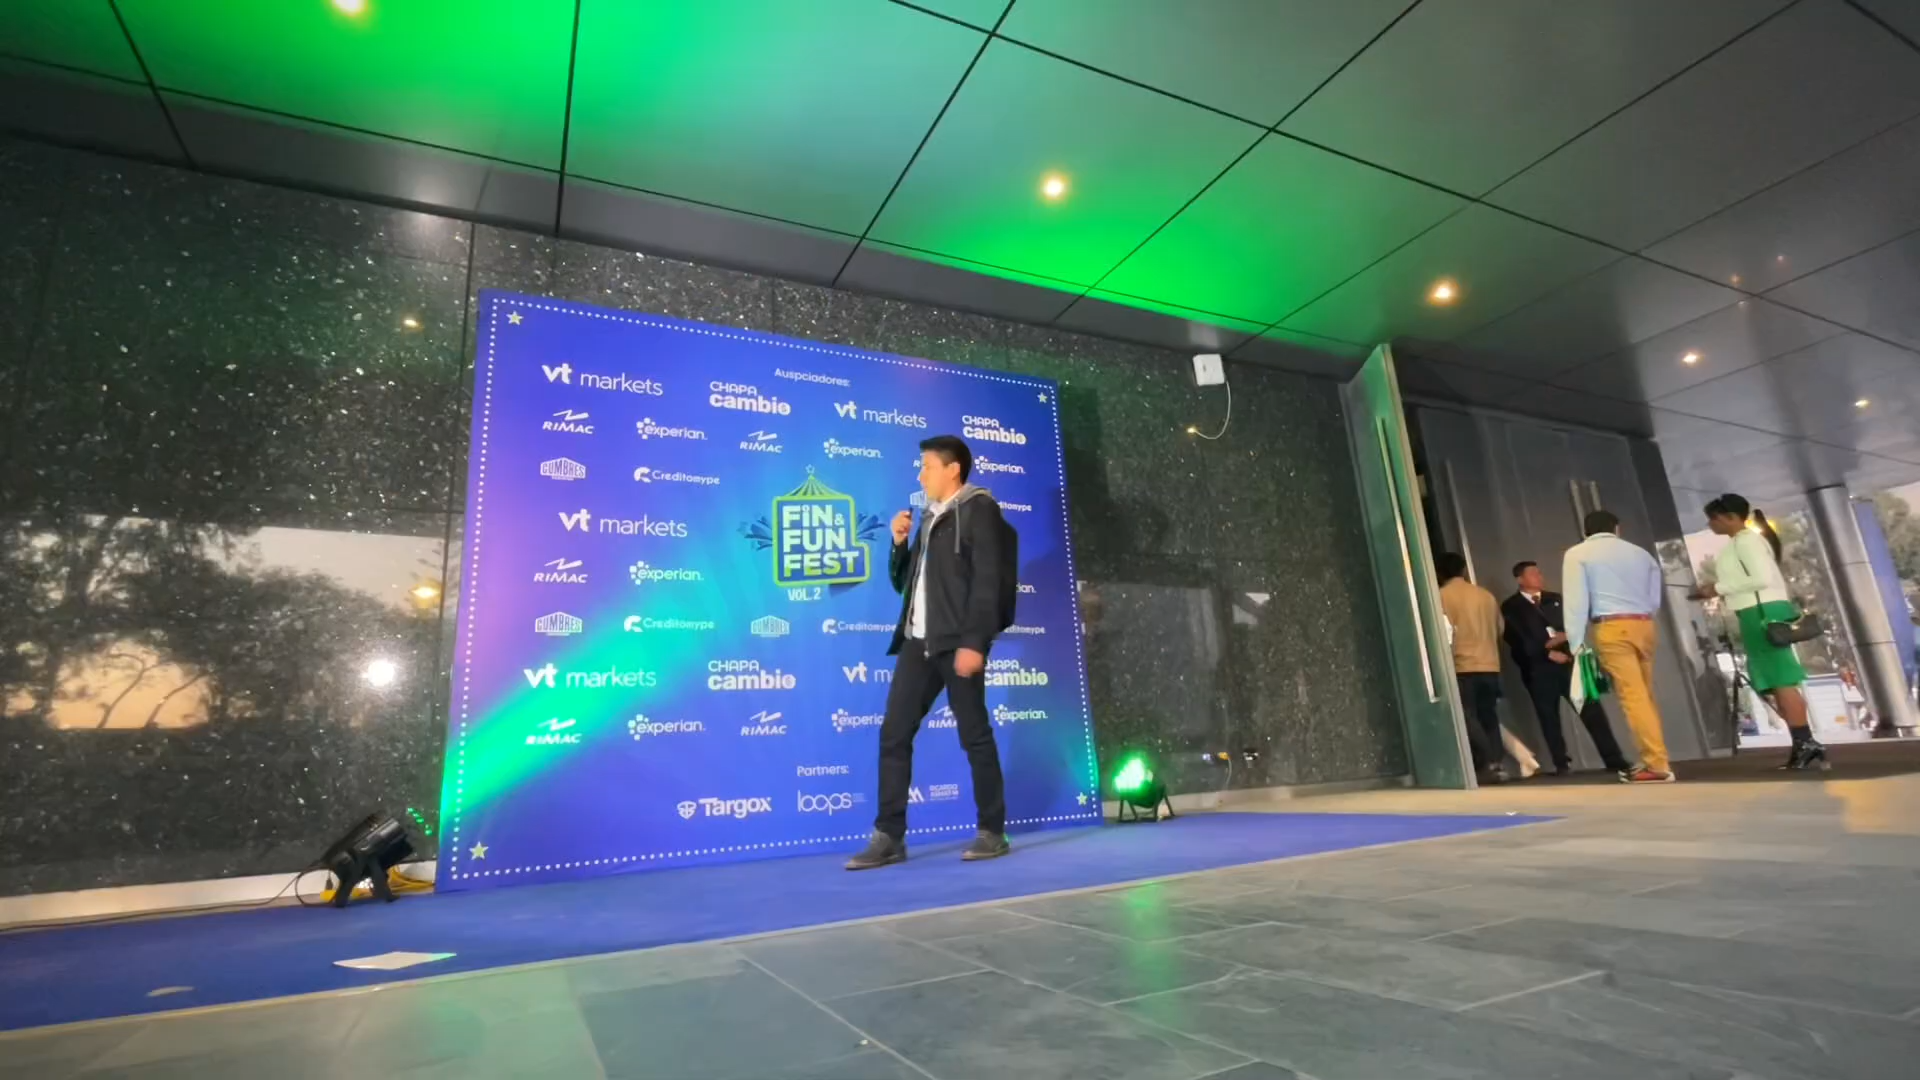 Auspciadores:
vt markets
CHAPA
cambio
vt markets
CHAPA
cambio
RIMAC
experian.
RIMAC
experian.
experian.
CUMBRES
Creditomype
vt markets
FiN &
FUN
FEST
VOL. 2
RIMAC
experian.
CUMBRES
Creditomype
CUMBRES
Creditomype
vt markets
CHAPA
cambio
vt
CHAPA
cambio
RIMAC
experian.
RIMAC
experian.
Partners:
Targox
loops